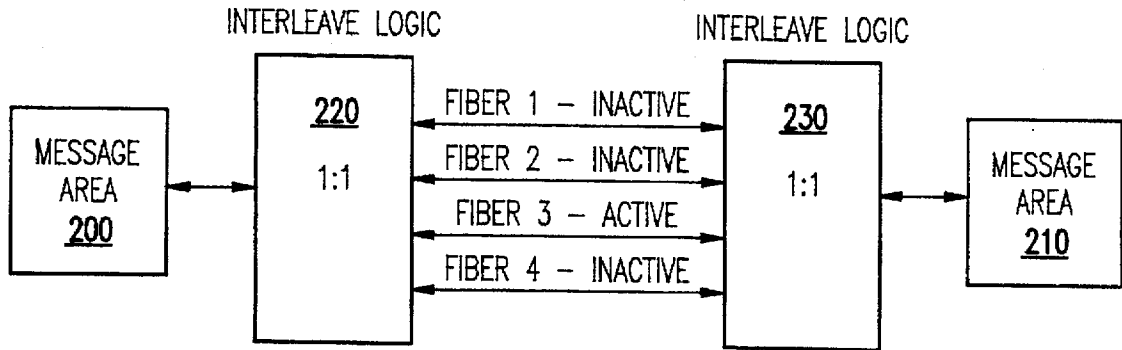 INTERLEAVE LOGIC
INTERLEAVE LOGIC
MESSAGE
AREA
200
220
1:1
FIBER 1 – INACTIVE
FIBER 2 – INACTIVE
FIBER 3 – ACTIVE
FIBER 4 – INACTIVE
230
1:1
MESSAGE
AREA
210